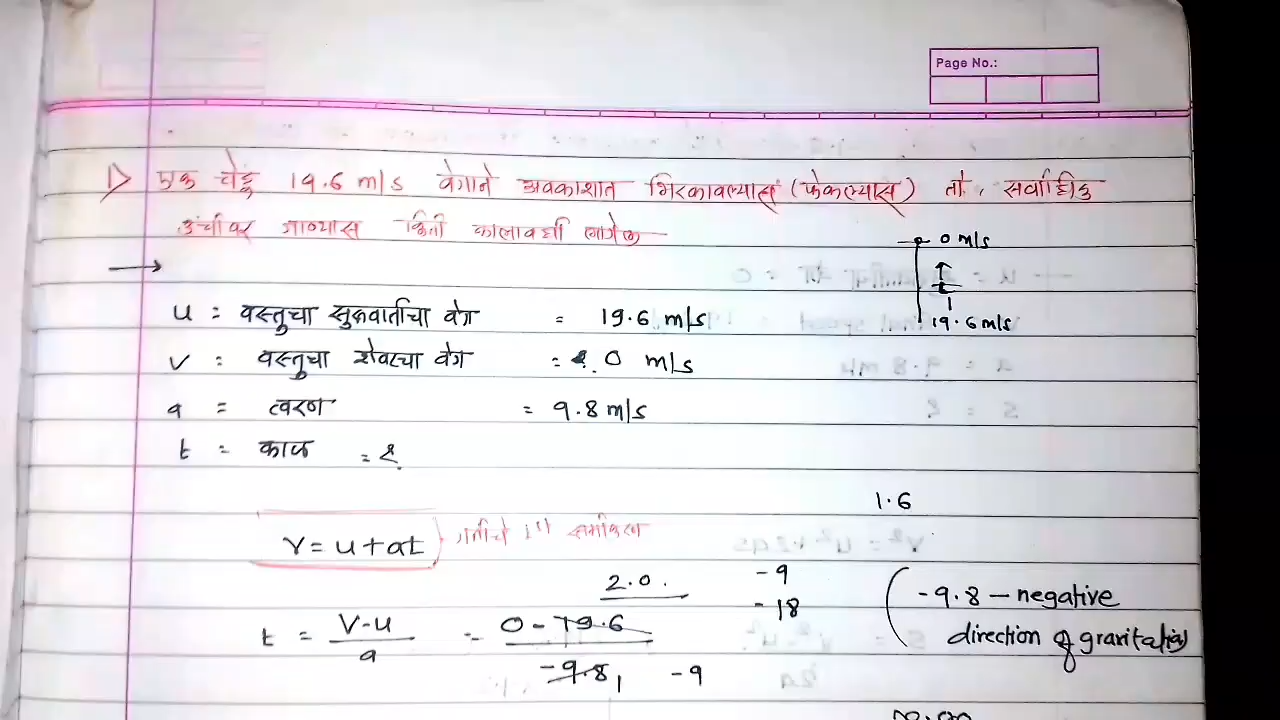 Page No.:
1> एक चेंडू 19.6 m/s वेगाने अवकाशात भिरकावल्यास (फेकल्यास) तो, सर्वाधीक
उंचीवर जाण्यास किती कालावधी लागेल
0 m/s
19.6 m/s
u = वस्तुचा सुरुवातीचा वेग = 19.6 m/s
v = वस्तुचा शेवटचा वेग = 0 m/s
a = त्वरण = 9.8 m/s
t = काळ = ?
1.6
v = u + at गतीचे 1ले समीकरण
2.0. -9
-18
-9.8 – negative
direction of
t = v-u / a = 0 - 19.6 / -9.8 -9